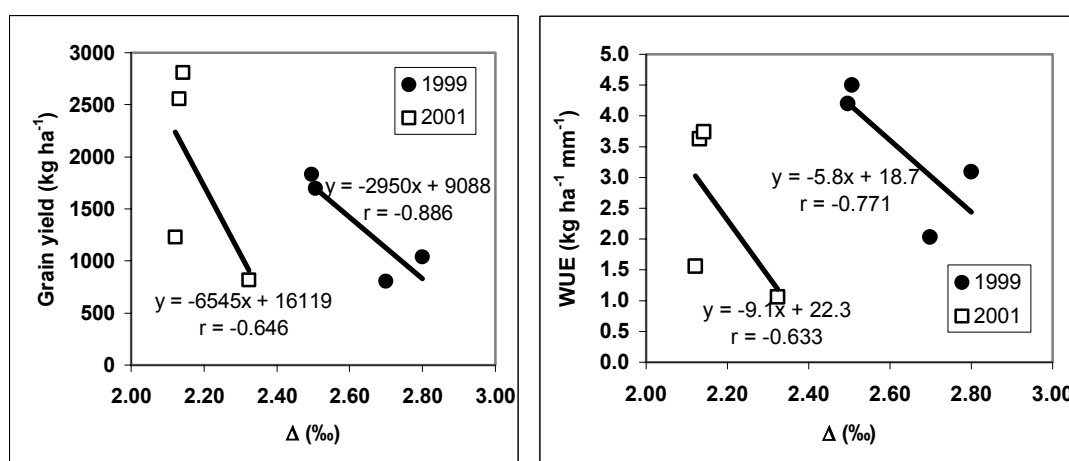 Grain yield (kg ha⁻¹)
3000
2500
2000
1500
1000
500
0
1999
2001
y = -2950x + 9088
r = -0.886
y = -6545x + 16119
r = -0.646
2.00 2.20 2.40 2.60 2.80 3.00
Δ (‰)
WUE (kg ha⁻¹ mm⁻¹)
5.0
4.5
4.0
3.5
3.0
2.5
2.0
1.5
1.0
0.5
0.0
y = -5.8x + 18.7
r = -0.771
1999
2001
y = -9.1x + 22.3
r = -0.633
2.00 2.20 2.40 2.60 2.80 3.00
Δ (‰)